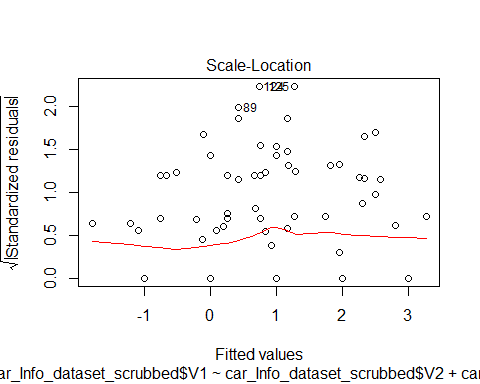 Scale-Location
√|Standardized residuals|
2.0
1.5
1.0
0.5
0.0
89
-1
0
1
2
3
Fitted values
ar_Info_dataset_scrubbed$V1 ~ car_Info_dataset_scrubbed$V2 + car